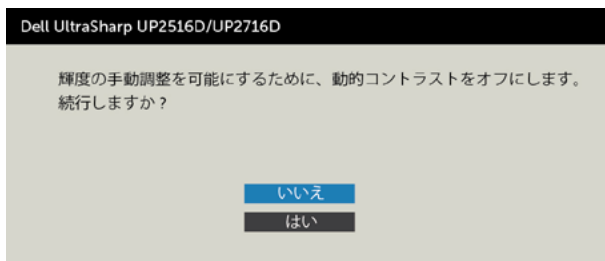 Dell UltraSharp UP2516D/UP2716D
輝度の手動調整を可能にするために、動的コントラストをオフにします。
続行しますか？
いいえ
はい